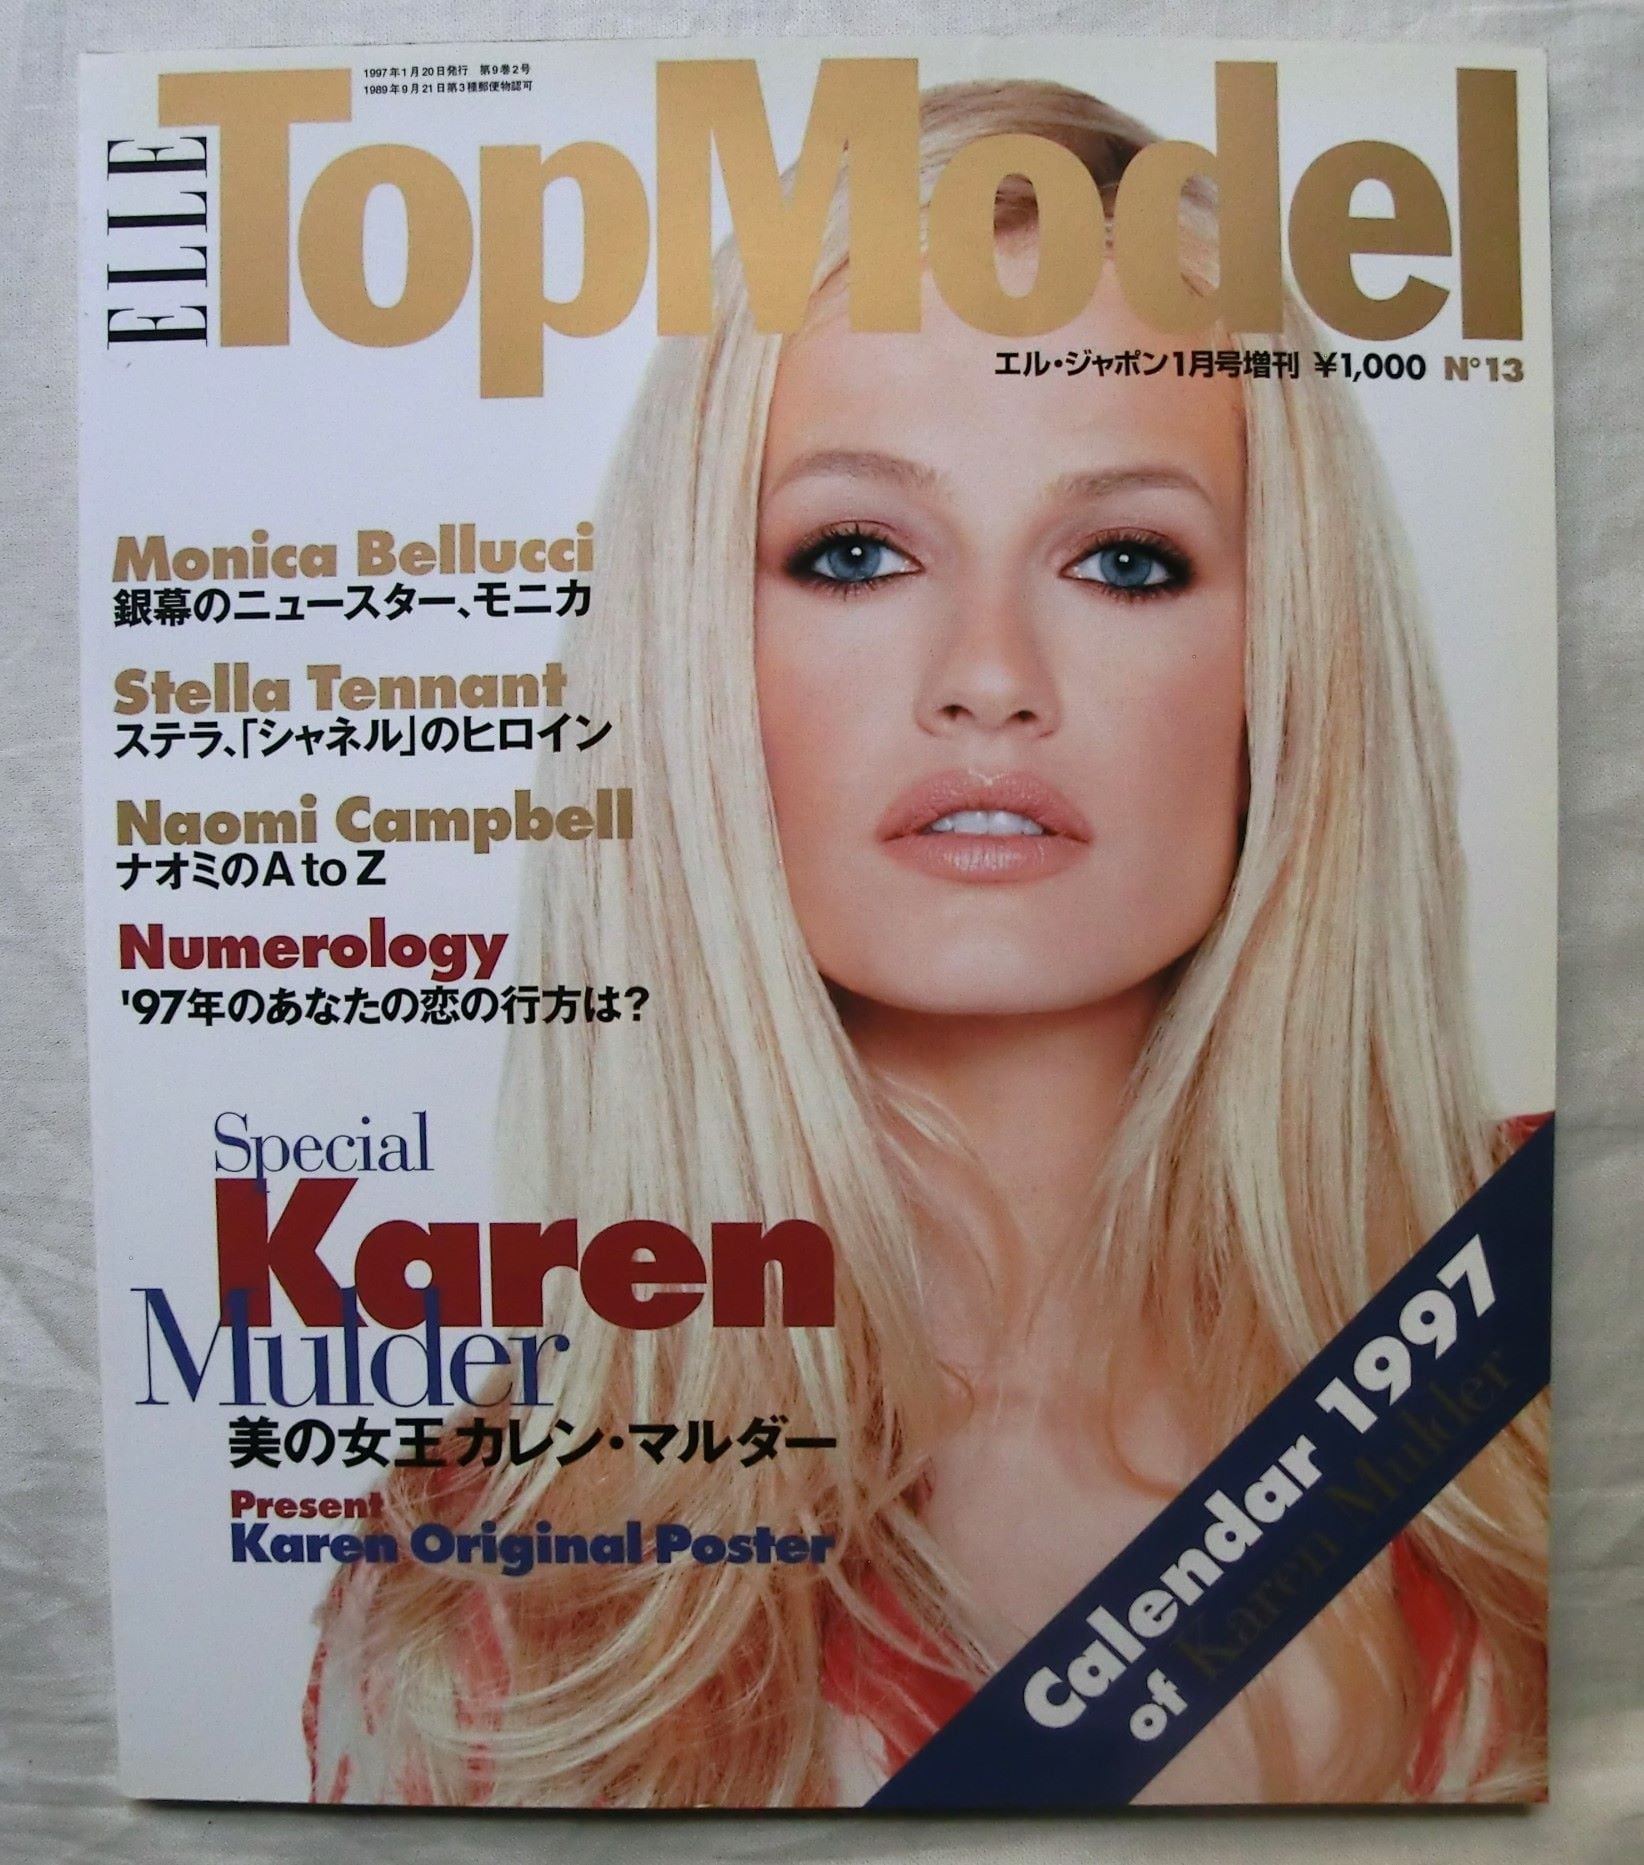 1997年1月20日発行 第9巻2号
1989年9月21日第3種郵便物認可
ELLE
TopModel
エル・ジャポン1月号増刊 ¥1,000 N°13
Monica Bellucci
銀幕のニュースター、モニカ
Stella Tennant
ステラ、「シャネル」のヒロイン
Naomi Campbell
ナオミのA to Z
Numerology
'97年のあなたの恋の行方は?
Special
Karen
Mulder
美の女王 カレン・マルダー
Present
Karen Original Poster
Calendar 1997
of Karen Mulder